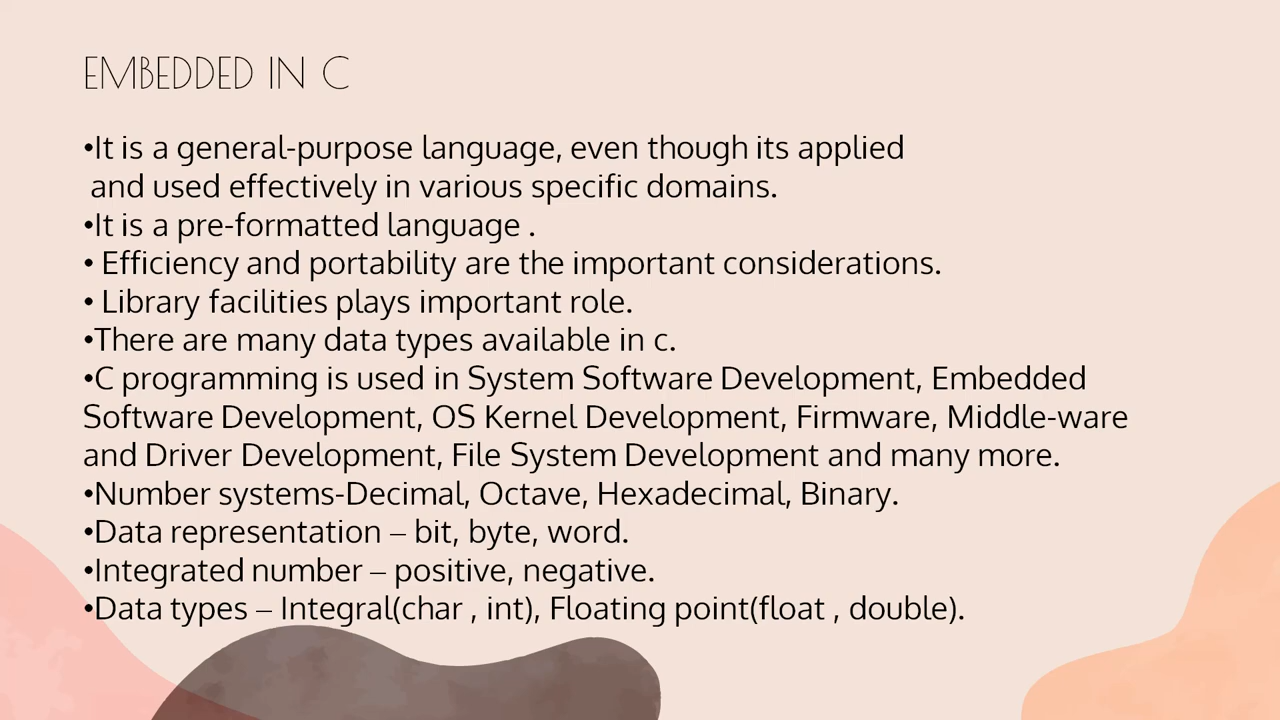 EMBEDDED IN C
•It is a general-purpose language, even though its applied
and used effectively in various specific domains.
•It is a pre-formatted language .
• Efficiency and portability are the important considerations.
• Library facilities plays important role.
•There are many data types available in c.
•C programming is used in System Software Development, Embedded
Software Development, OS Kernel Development, Firmware, Middle-ware
and Driver Development, File System Development and many more.
•Number systems-Decimal, Octave, Hexadecimal, Binary.
•Data representation – bit, byte, word.
•Integrated number – positive, negative.
•Data types – Integral(char , int), Floating point(float , double).